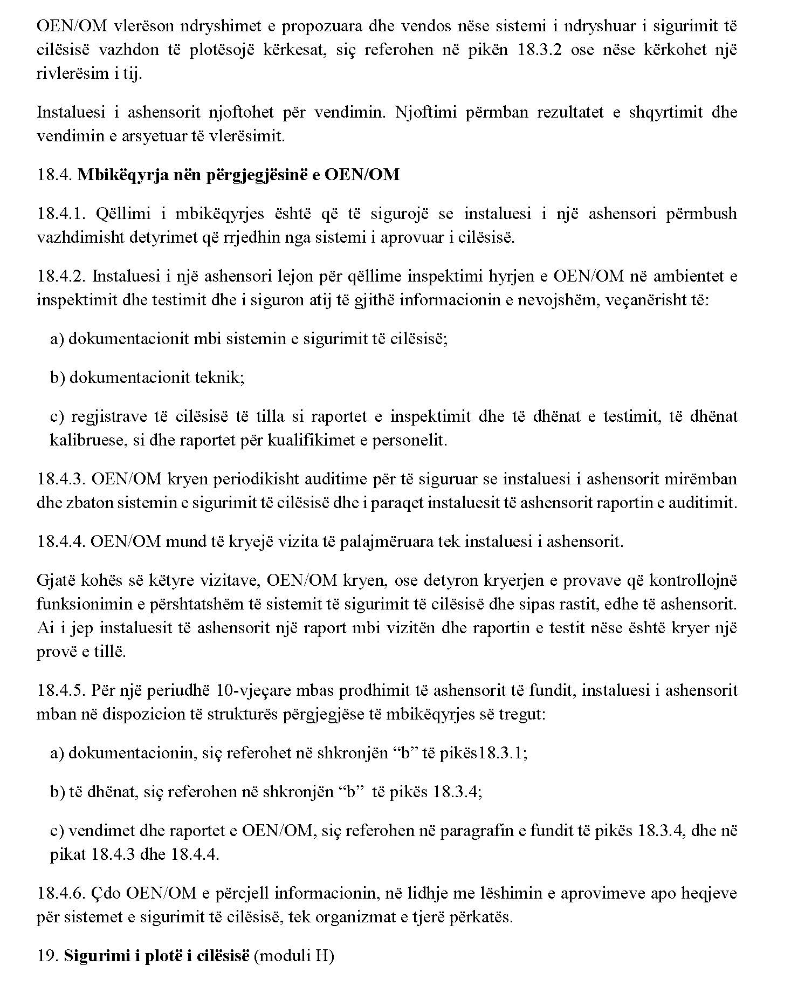 OEN/OM vlerëson ndryshimet e propozuara dhe vendos nëse sistemi i ndryshuar i sigurimit të
cilësisë vazhdon të plotësojë kërkesat, siç referohen në pikën 18.3.2 ose nëse kërkohet një
rivlerësim i tij.
Instaluesi i ashensorit njoftohet për vendimin. Njoftimi përmban rezultatet e shqyrtimit dhe
vendimin e arsyetuar të vlerësimit.
18.4. Mbikëqyrja nën përgjegjësinë e OEN/OM
18.4.1. Qëllimi i mbikëqyrjes është që të sigurojë se instaluesi i një ashensori përmbush
vazhdimisht detyrimet që rrjedhin nga sistemi i aprovuar i cilësisë.
18.4.2. Instaluesi i një ashensori lejon për qëllime inspektimi hyrjen e OEN/OM në ambientet e
inspektimit dhe testimit dhe i siguron atij të gjithë informacionin e nevojshëm, veçanërisht të:
a) dokumentacionit mbi sistemin e sigurimit të cilësisë;
b) dokumentacionit teknik;
c) regjistrave të cilësisë të tilla si raportet e inspektimit dhe të dhënat e testimit, të dhënat
kalibruese, si dhe raportet për kualifikimet e personelit.
18.4.3. OEN/OM kryen periodikisht auditime për të siguruar se instaluesi i ashensorit mirëmban
dhe zbaton sistemin e sigurimit të cilësisë dhe i paraqet instaluesit të ashensorit raportin e auditimit.
18.4.4. OEN/OM mund të kryejë vizita të palajmëruara tek instaluesi i ashensorit.
Gjatë kohës së këtyre vizitave, OEN/OM kryen, ose detyron kryerjen e provave që kontrollojnë
funksionimin e përshtatshëm të sistemit të sigurimit të cilësisë dhe sipas rastit, edhe të ashensorit.
Ai i jep instaluesit të ashensorit një raport mbi vizitën dhe raportin e testit nëse është kryer një
provë e tillë.
18.4.5. Për një periudhë 10-vjeçare mbas prodhimit të ashensorit të fundit, instaluesi i ashensorit
mban në dispozicion të strukturës përgjegjëse të mbikëqyrjes së tregut:
a) dokumentacionin, siç referohet në shkronjën “b” të pikës18.3.1;
b) të dhënat, siç referohen në shkronjën “b”  të pikës 18.3.4;
c) vendimet dhe raportet e OEN/OM, siç referohen në paragrafin e fundit të pikës 18.3.4, dhe në
pikat 18.4.3 dhe 18.4.4.
18.4.6. Çdo OEN/OM e përcjell informacionin, në lidhje me lëshimin e aprovimeve apo heqjeve
për sistemet e sigurimit të cilësisë, tek organizmat e tjerë përkatës.
19. Sigurimi i plotë i cilësisë (moduli H)